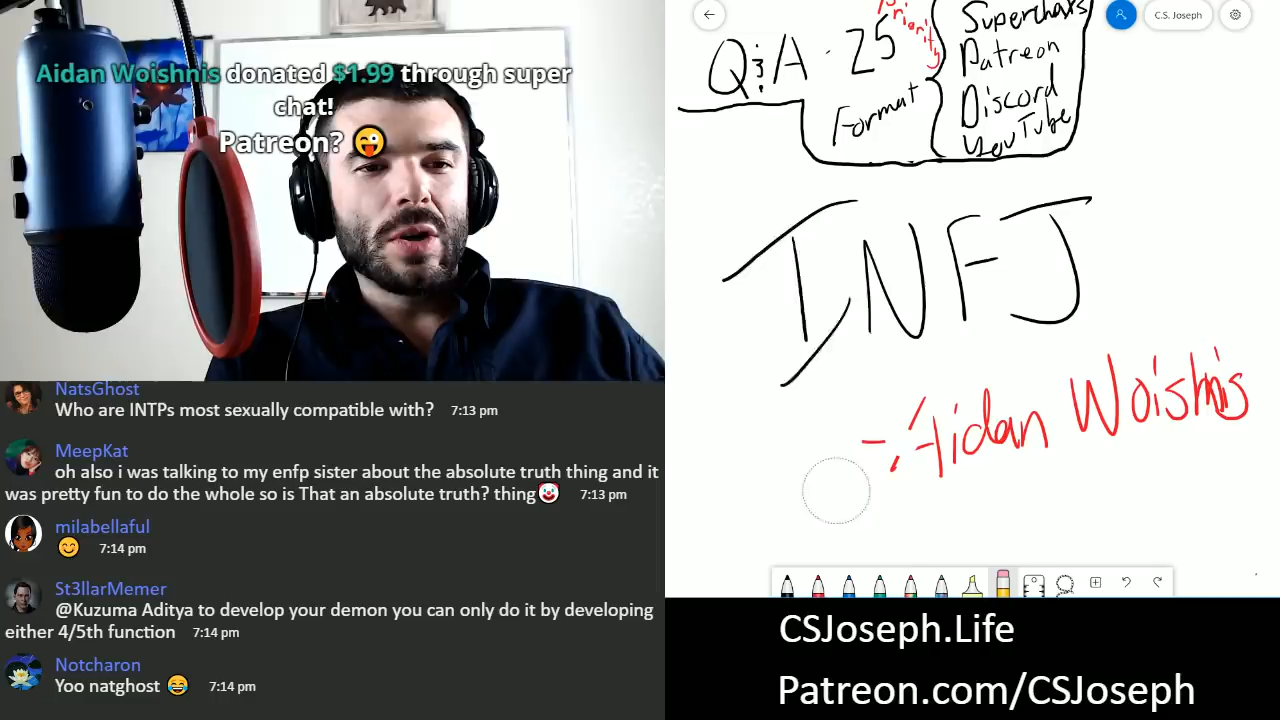 Aidan Woishnis donated $1.99 through super
chat!
Patreon? 😜
NatsGhost
Who are INTPs most sexually compatible with? 7:13 pm
MeepKat
oh also i was talking to my enfp sister about the absolute truth thing and it
was pretty fun to do the whole so is That an absolute truth? thing🤡 7:13 pm
milabellaful
😊
7:14 pm
St3llarMemer
@Kuzuma Aditya to develop your demon you can only do it by developing
either 4/5th function 7:14 pm
Notcharon
Yoo natghost 😂 7:14 pm
C.S. Joseph
Q&A - 25
Format
Priority
Superchats
Patreon
Discord
YouTube
INFJ
Aidan Woishnis
CSJoseph.Life
Patreon.com/CSJoseph